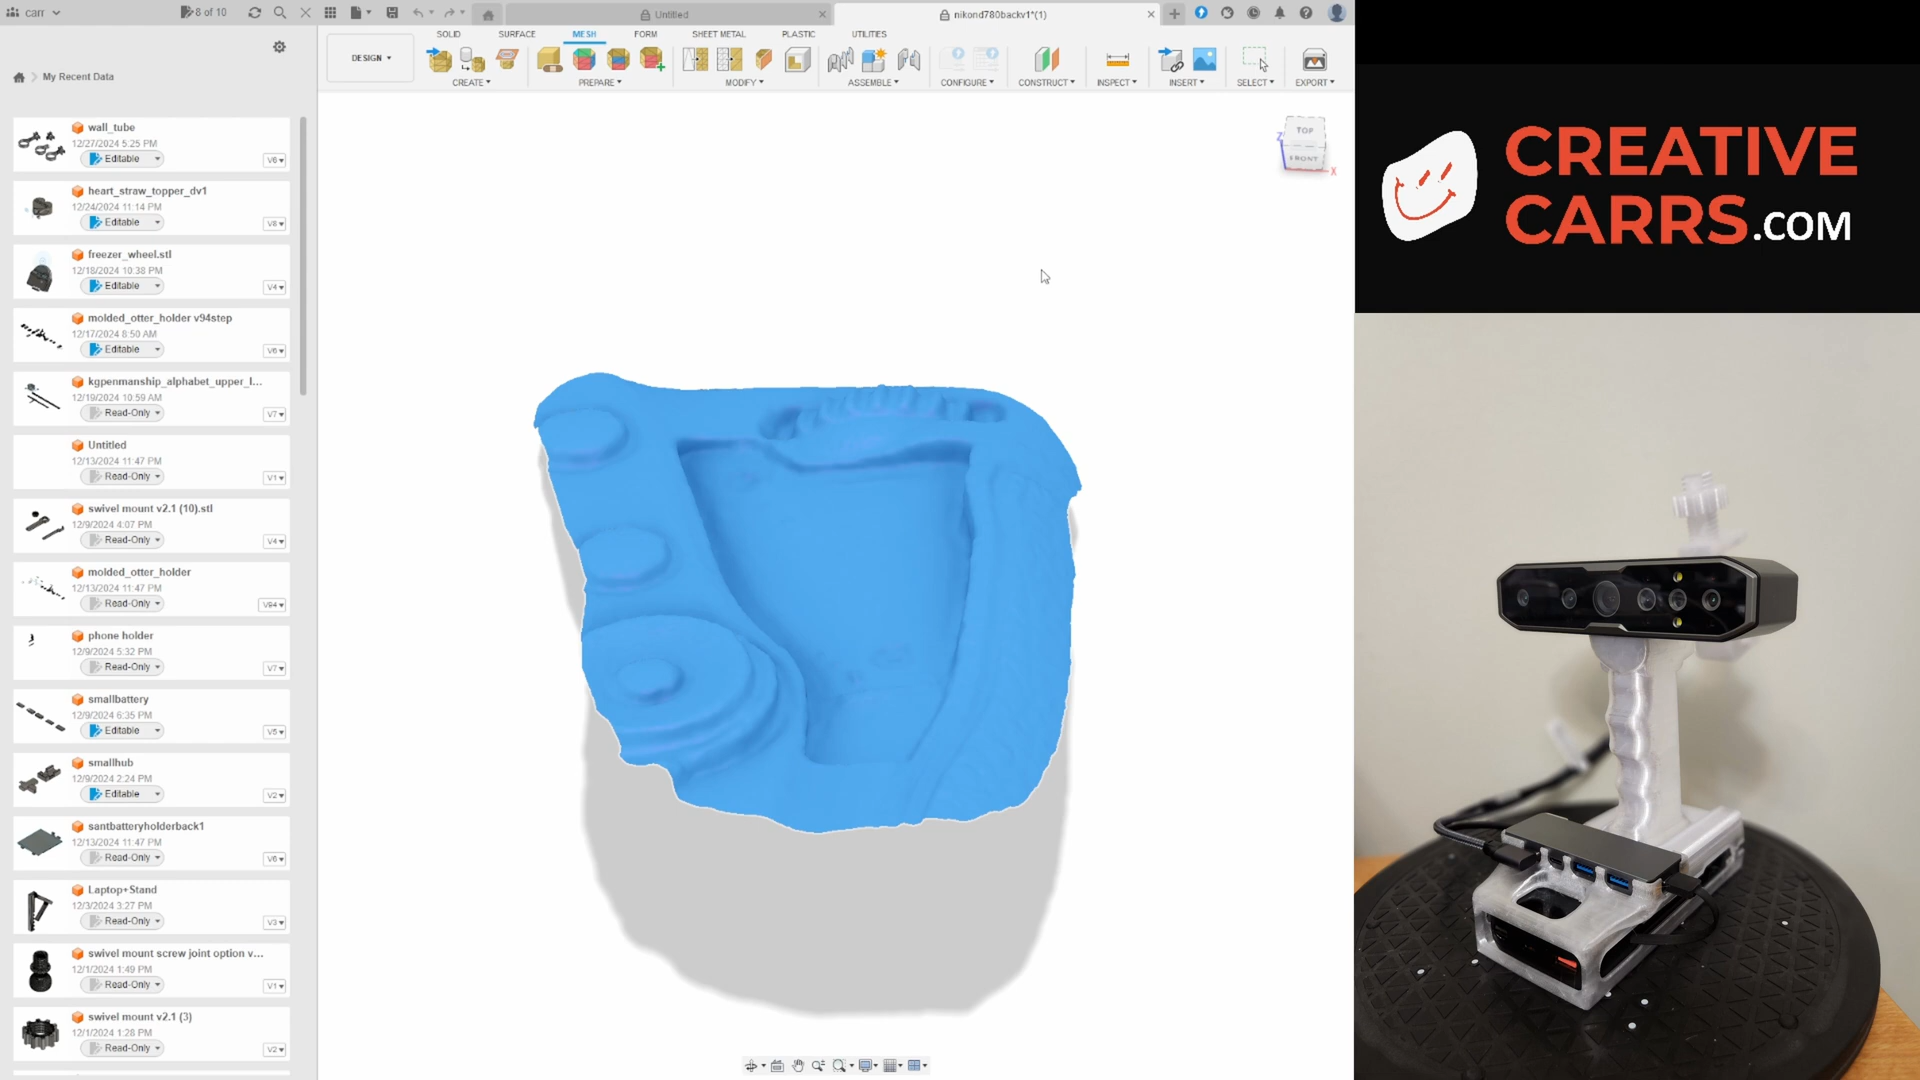 carr
8 of 10
Untitled
nikond780backv1*(1)
SOLID
SURFACE
MESH
FORM
SHEET METAL
PLASTIC
UTILITIES
DESIGN
CREATE
PREPARE
MODIFY
ASSEMBLE
CONFIGURE
CONSTRUCT
INSPECT
INSERT
SELECT
EXPORT
My Recent Data
wall_tube
12/27/2024 5:25 PM
Editable
V6
heart_straw_topper_dv1
12/24/2024 11:14 PM
Editable
V8
freezer_wheel.stl
12/18/2024 10:38 PM
Editable
V4
molded_otter_holder v94step
12/17/2024 8:50 AM
Editable
V6
kgpenmanship_alphabet_upper_l...
12/19/2024 10:59 AM
Read-Only
V7
Untitled
12/13/2024 11:47 PM
Read-Only
V1
swivel mount v2.1 (10).stl
12/9/2024 4:07 PM
Read-Only
V4
molded_otter_holder
12/13/2024 11:47 PM
Read-Only
V94
phone holder
12/9/2024 5:32 PM
Read-Only
V7
smallbattery
12/9/2024 6:35 PM
Editable
V5
smallhub
12/9/2024 2:24 PM
Editable
V2
santbatteryholderback1
12/13/2024 11:47 PM
Read-Only
V6
Laptop+Stand
12/3/2024 3:27 PM
Read-Only
V3
swivel mount screw joint option v...
12/1/2024 1:49 PM
Read-Only
V1
swivel mount v2.1 (3)
12/1/2024 1:28 PM
Read-Only
V2
TOP
FRONT
Z
X
CREATIVE
CARRS.COM